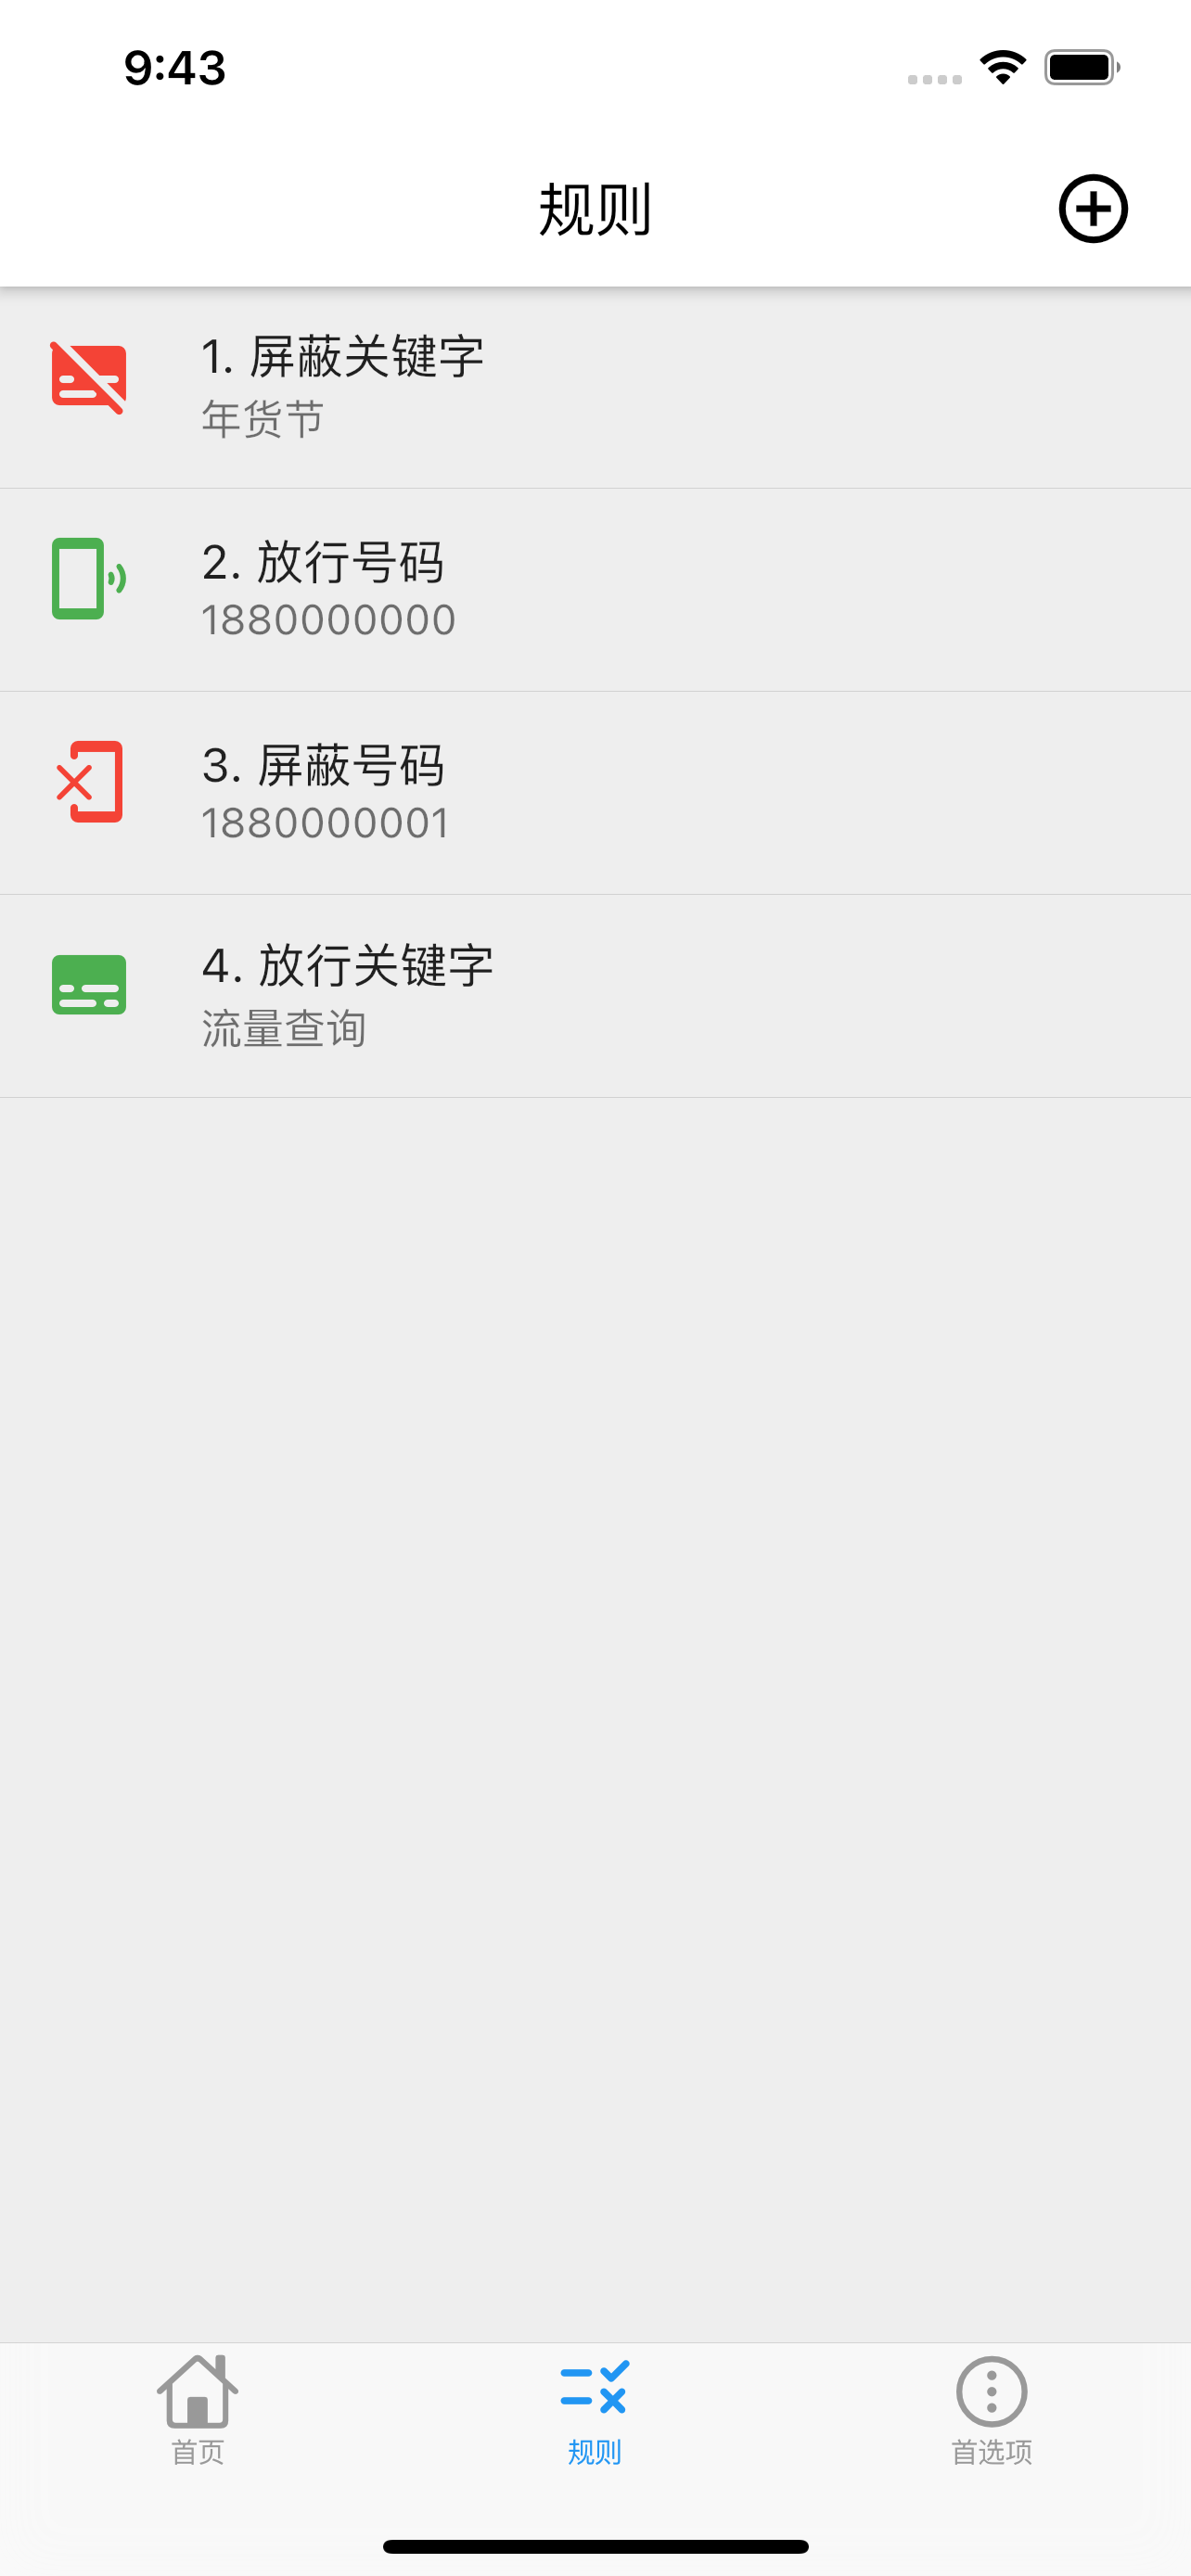 9:43
规则
1. 屏蔽关键字
年货节
2. 放行号码
1880000000
3. 屏蔽号码
1880000001
4. 放行关键字
流量查询
首页
规则
首选项